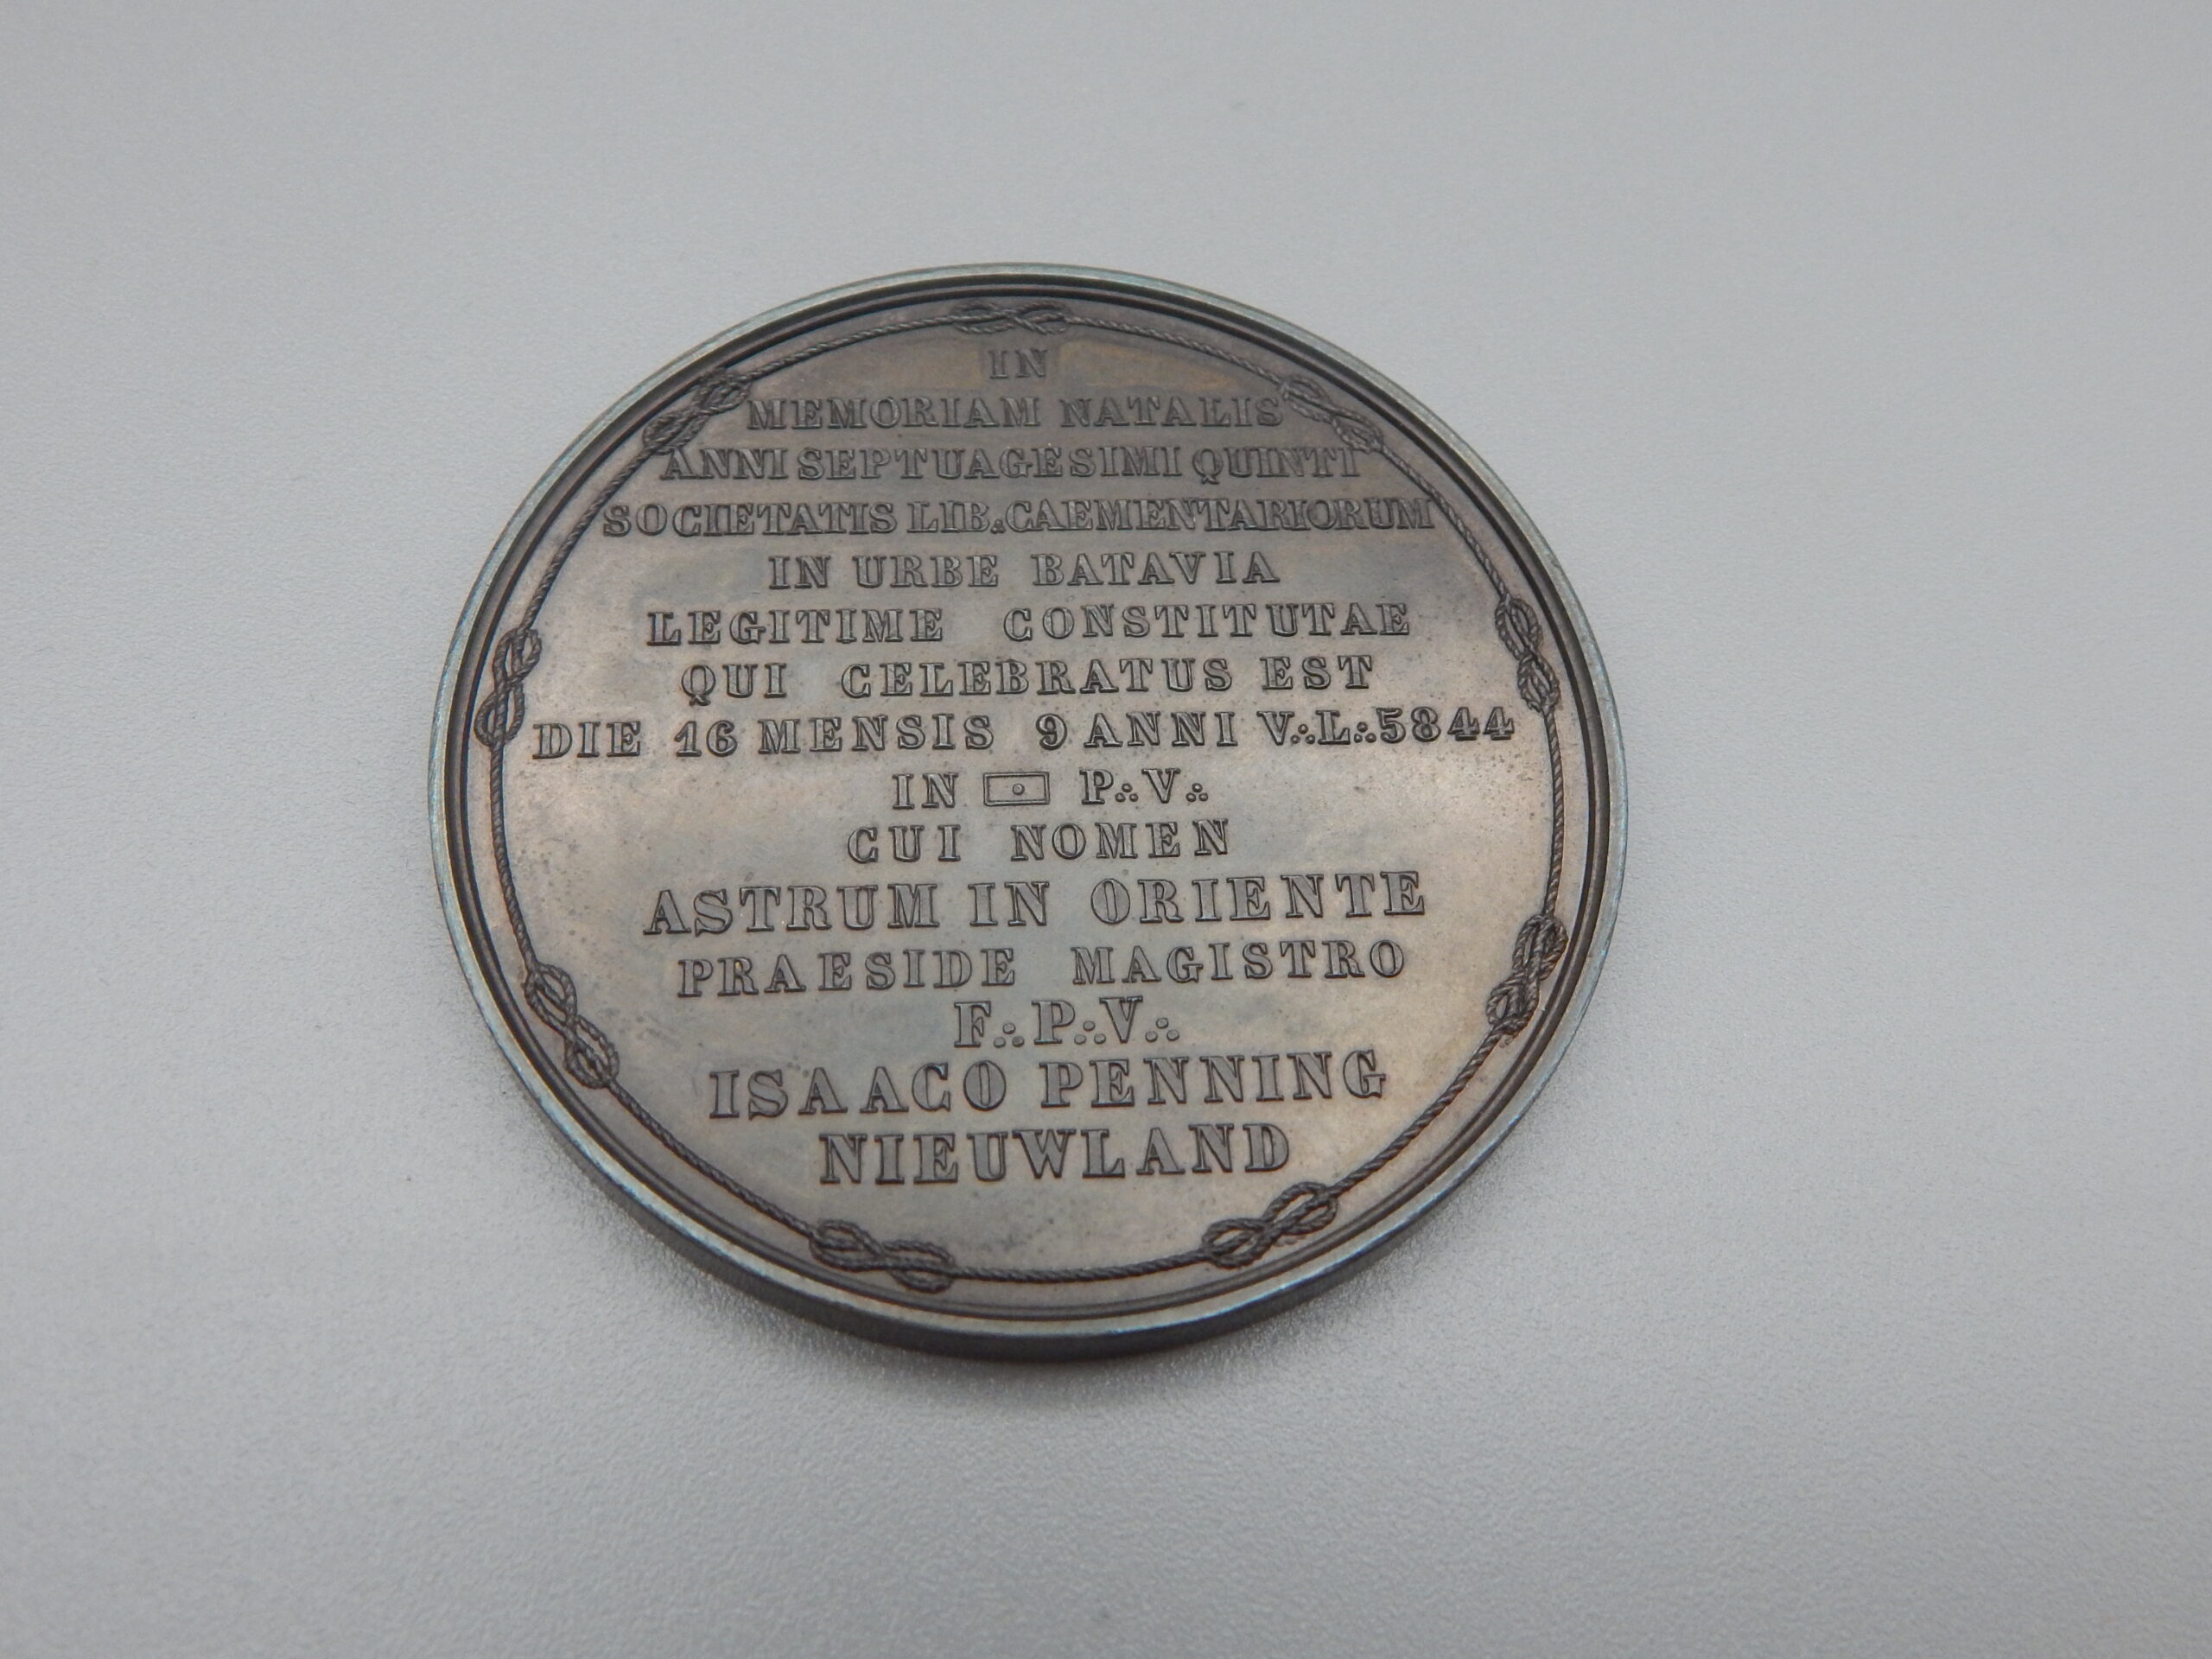 IN
MEMORIAM NATALIS
ANNI SEPTUAGESIMI QUINTI
SOCIETATIS LIB. CAEMENTARIORUM
IN URBE BATAVIA
LEGITIME CONSTITUTAE
QUI CELEBRATUS EST
DIE 16 MENSIS 9 ANNI V∴L∴5844
IN P∴V∴
CUI NOMEN
ASTRUM IN ORIENTE
PRAESIDE MAGISTRO
F∴P∴V∴
ISAACO PENNING
NIEUWLAND